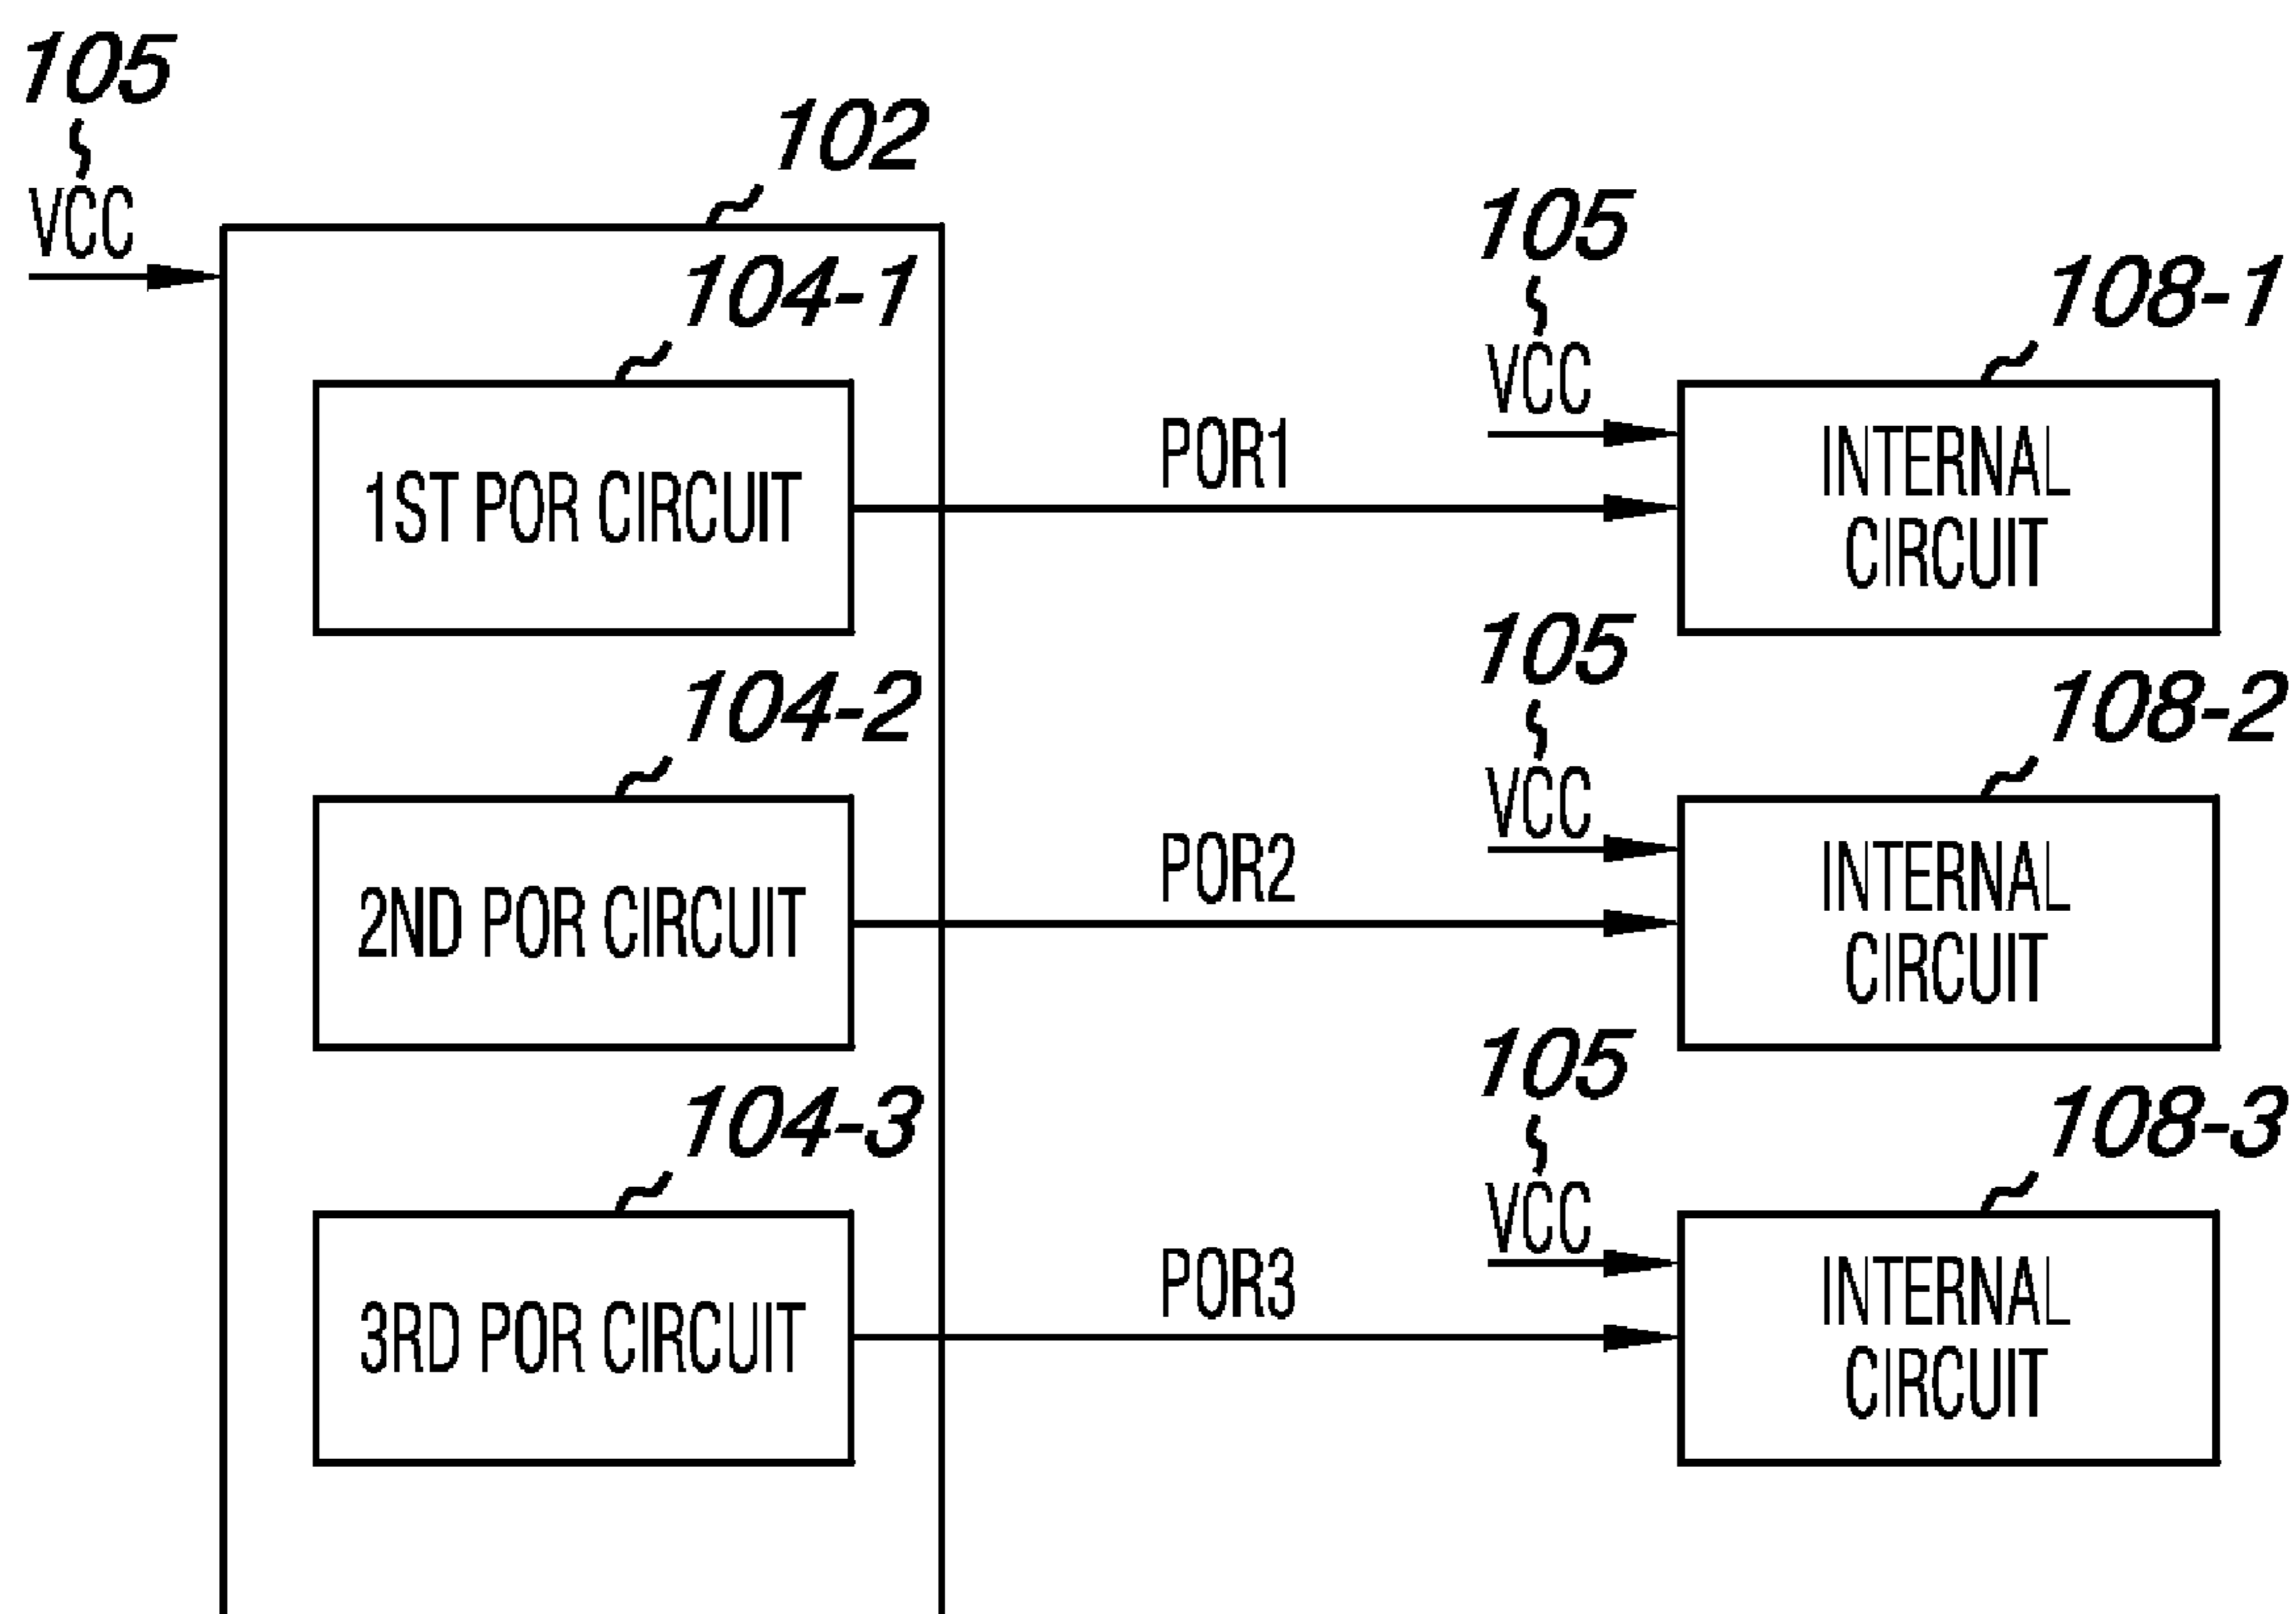 105
VCC
102
104-1
1ST POR CIRCUIT
POR1
105
VCC
108-1
INTERNAL
CIRCUIT
104-2
2ND POR CIRCUIT
POR2
105
VCC
108-2
INTERNAL
CIRCUIT
104-3
3RD POR CIRCUIT
POR3
105
VCC
108-3
INTERNAL
CIRCUIT